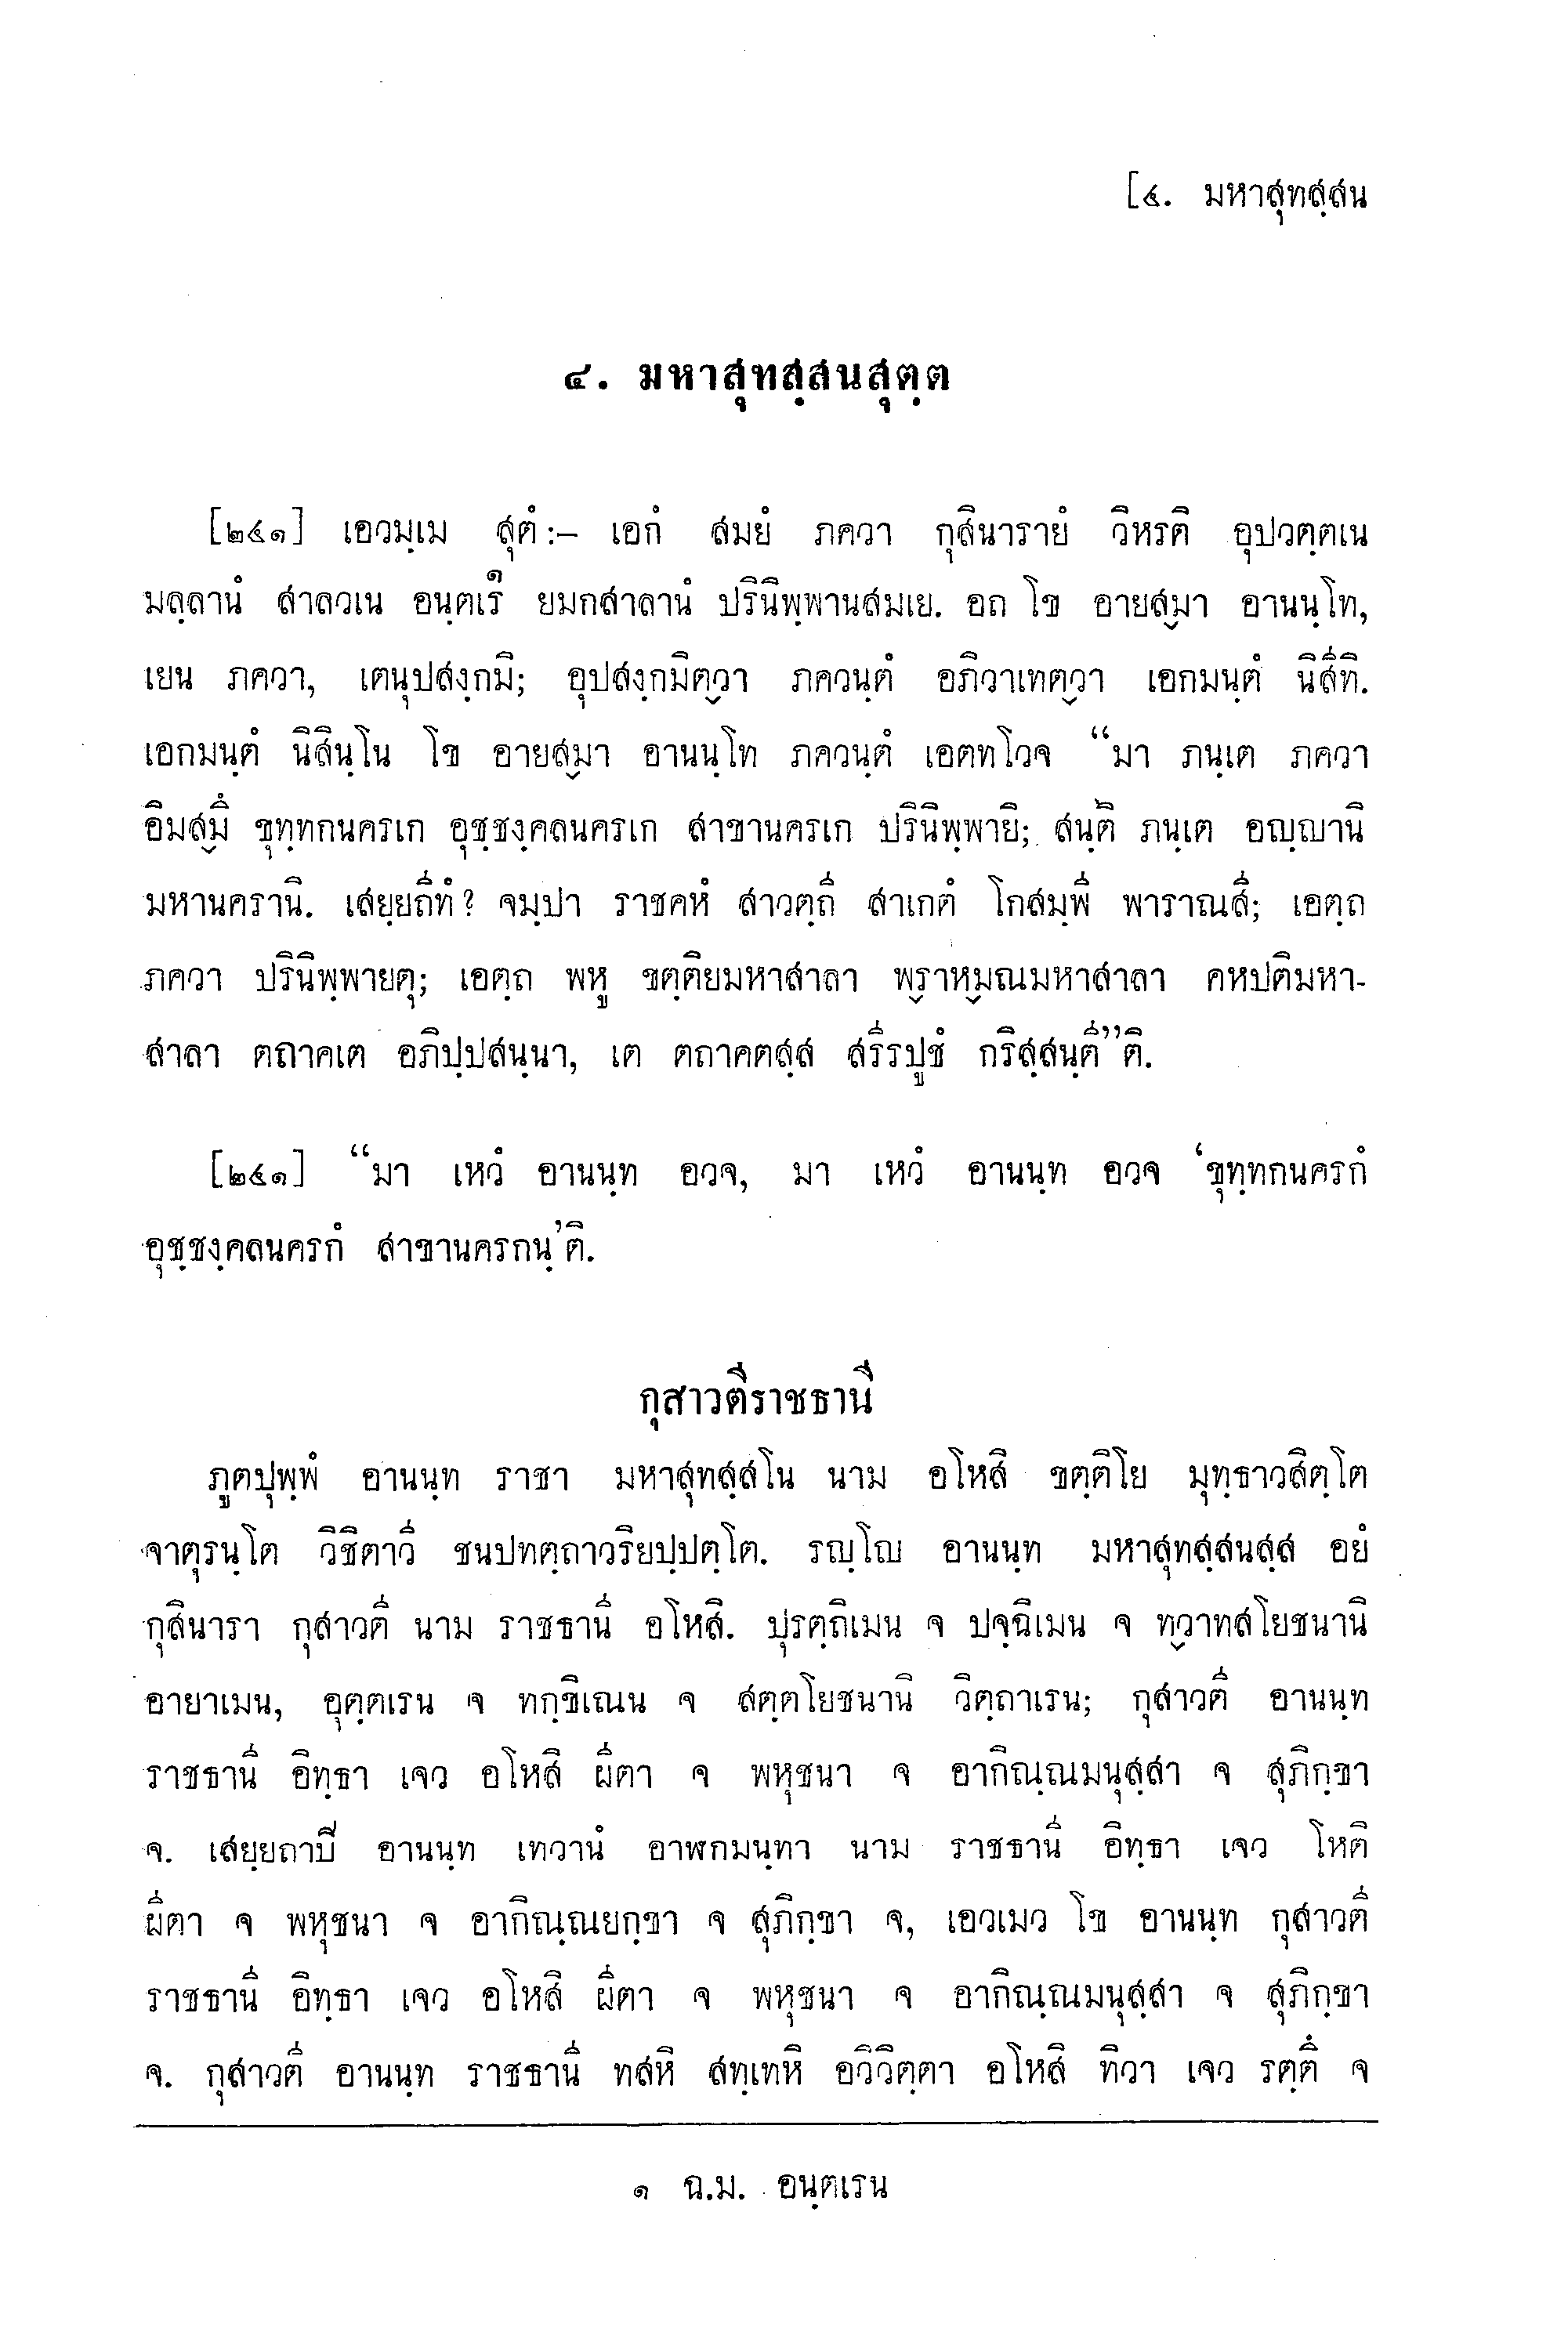 [๔. มหาสุทสฺสน
๔. มหาสุทสฺสนสุตฺต
[๒๔๑] เอวมฺเม สุตํ :– เอกํ สมยํ ภควา กุสินารายํ วิหรติ อุปวตฺตเน
มลฺลานํ สาลวเน อนฺตเร๑ ยมกสาลานํ ปรินิพฺพานสมเย. อถ โข อายสฺมา อานนฺโท,
เยน ภควา, เตนุปสงฺกมิ; อุปสงฺกมิตฺวา ภควนฺตํ อภิวาเทตฺวา เอกมนฺตํ นิสีทิ.
เอกมนฺตํ นิสินฺโน โข อายสฺมา อานนฺโท ภควนฺตํ เอตทโวจ “มา ภนฺเต ภควา
อิมสฺมิํ ขุทฺทกนครเก อุชฺชงฺคลนครเก สาขานครเก ปรินิพฺพายิ; สนฺติ ภนฺเต อญฺญานิ
มหานครานิ. เสยฺยถีทํ? จมฺปา ราชคหํ สาวตฺถี สาเกตํ โกสมฺพี พาราณสี; เอตฺถ
ภควา ปรินิพฺพายตุ; เอตฺถ พหู ขตฺติยมหาสาลา พฺราหฺมณมหาสาลา คหปติมหา-
สาลา ตถาคเต อภิปฺปสนฺนา, เต ตถาคตสฺส สรีรปูชํ กริสฺสนฺตี”ติ.
[๒๔๑] “มา เหวํ อานนฺท อวจ, มา เหวํ อานนฺท อวจ ‘ขุทฺทกนครกํ
อุชฺชงฺคลนครกํ สาขานครกนฺ’ติ.
กุสาวตีราชธานี
ภูตปุพฺพํ อานนฺท ราชา มหาสุทสฺสโน นาม อโหสิ ขตฺติโย มุทฺธาวสิตฺโต
จาตุรนฺโต วิชิตาวี ชนปทตฺถาวริยปฺปตฺโต. รญฺโญ อานนฺท มหาสุทสฺสนสฺส อยํ
กุสินารา กุสาวตี นาม ราชธานี อโหสิ. ปุรตฺถิเมน จ ปจฺฉิเมน จ ทฺวาทสโยชนานิ
อายาเมน, อุตฺตเรน จ ทกฺขิเณน จ สตฺตโยชนานิ วิตฺถาเรน; กุสาวตี อานนฺท
ราชธานี อิทฺธา เจว อโหสิ ผีตา จ พหุชนา จ อากิณฺณมนุสฺสา จ สุภิกฺขา
จ. เสยฺยถาปี อานนฺท เทวานํ อาฬกมนฺทา นาม ราชธานี อิทฺธา เจว โหติ
ผีตา จ พหุชนา จ อากิณฺณยกฺขา จ สุภิกฺขา จ, เอวเมว โข อานนฺท กุสาวตี
ราชธานี อิทฺธา เจว อโหสิ ผีตา จ พหุชนา จ อากิณฺณมนุสฺสา จ สุภิกฺขา
จ. กุสาวตี อานนฺท ราชธานี ทสหิ สทฺเทหิ อวิวิตฺตา อโหสิ ทิวา เจว รตฺติํ จ
๑ ฉ.ม. อนฺตเรน